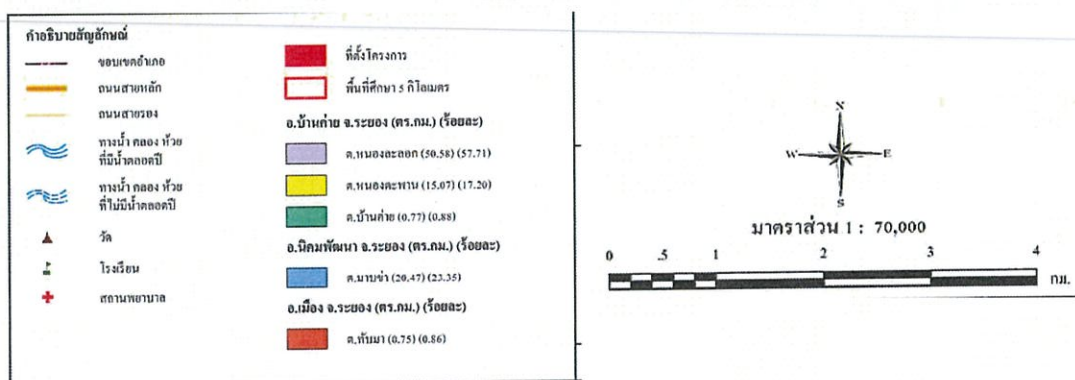 คำอธิบายสัญลักษณ์
ขอบเขตอำเภอ
ถนนสายหลัก
ถนนสายรอง
ทางน้ำ คลอง ห้วย
ที่มีน้ำตลอดปี
ทางน้ำ คลอง ห้วย
ที่ไม่มีน้ำตลอดปี
วัด
โรงเรียน
สถานพยาบาล
ที่ตั้งโครงการ
พื้นที่ศึกษา 5 กิโลเมตร
อ.บ้านค่าย จ.ระยอง (ตร.กม.) (ร้อยละ)
ต.หนองละลอก (50.58) (57.71)
ต.หนองตะพาน (15.07) (17.20)
ต.บ้านค่าย (0.77) (0.88)
อ.นิคมพัฒนา จ.ระยอง (ตร.กม.) (ร้อยละ)
ต.มาบข่า (20.47) (23.35)
อ.เมือง จ.ระยอง (ตร.กม.) (ร้อยละ)
ต.ทับมา (0.75) (0.86)
N
W E
S
มาตราส่วน 1 : 70,000
0 .5 1 2 3 4
กม.